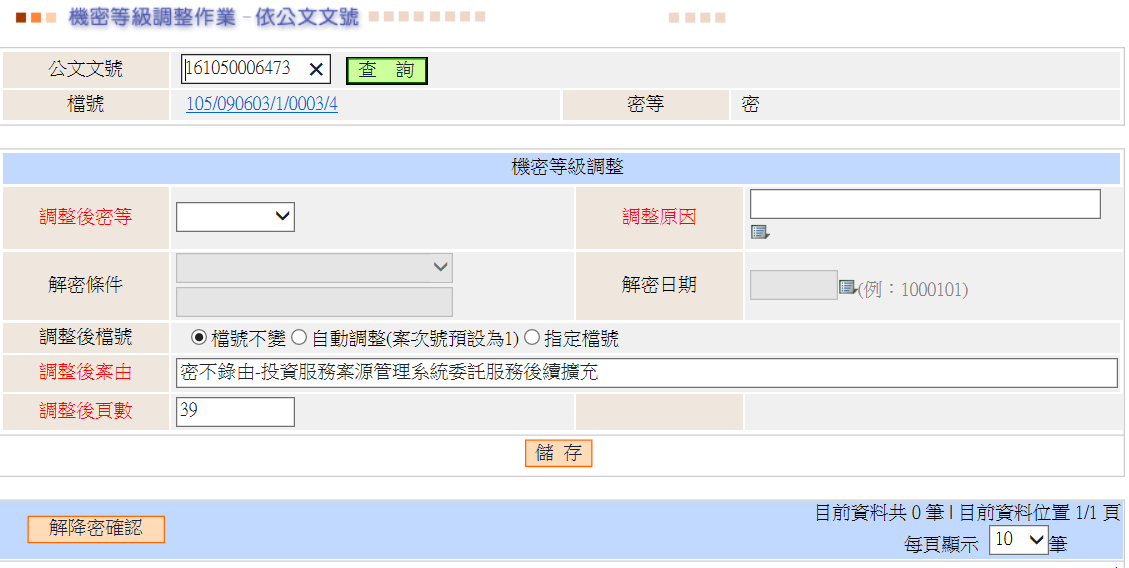 機密等級調整作業－依公文文號
公文文號 161050006473 查 詢
檔號 105/090603/1/0003/4 密等 密
機密等級調整
調整後密等 調整原因
解密條件 解密日期 (例：1000101)
調整後檔號 檔號不變 自動調整(案次號預設為1) 指定檔號
調整後案由 密不錄由-投資服務案源管理系統委託服務後續擴充
調整後頁數 39
儲 存
解降密確認 目前資料共 0 筆 | 目前資料位置 1/1 頁
每頁顯示 10 筆